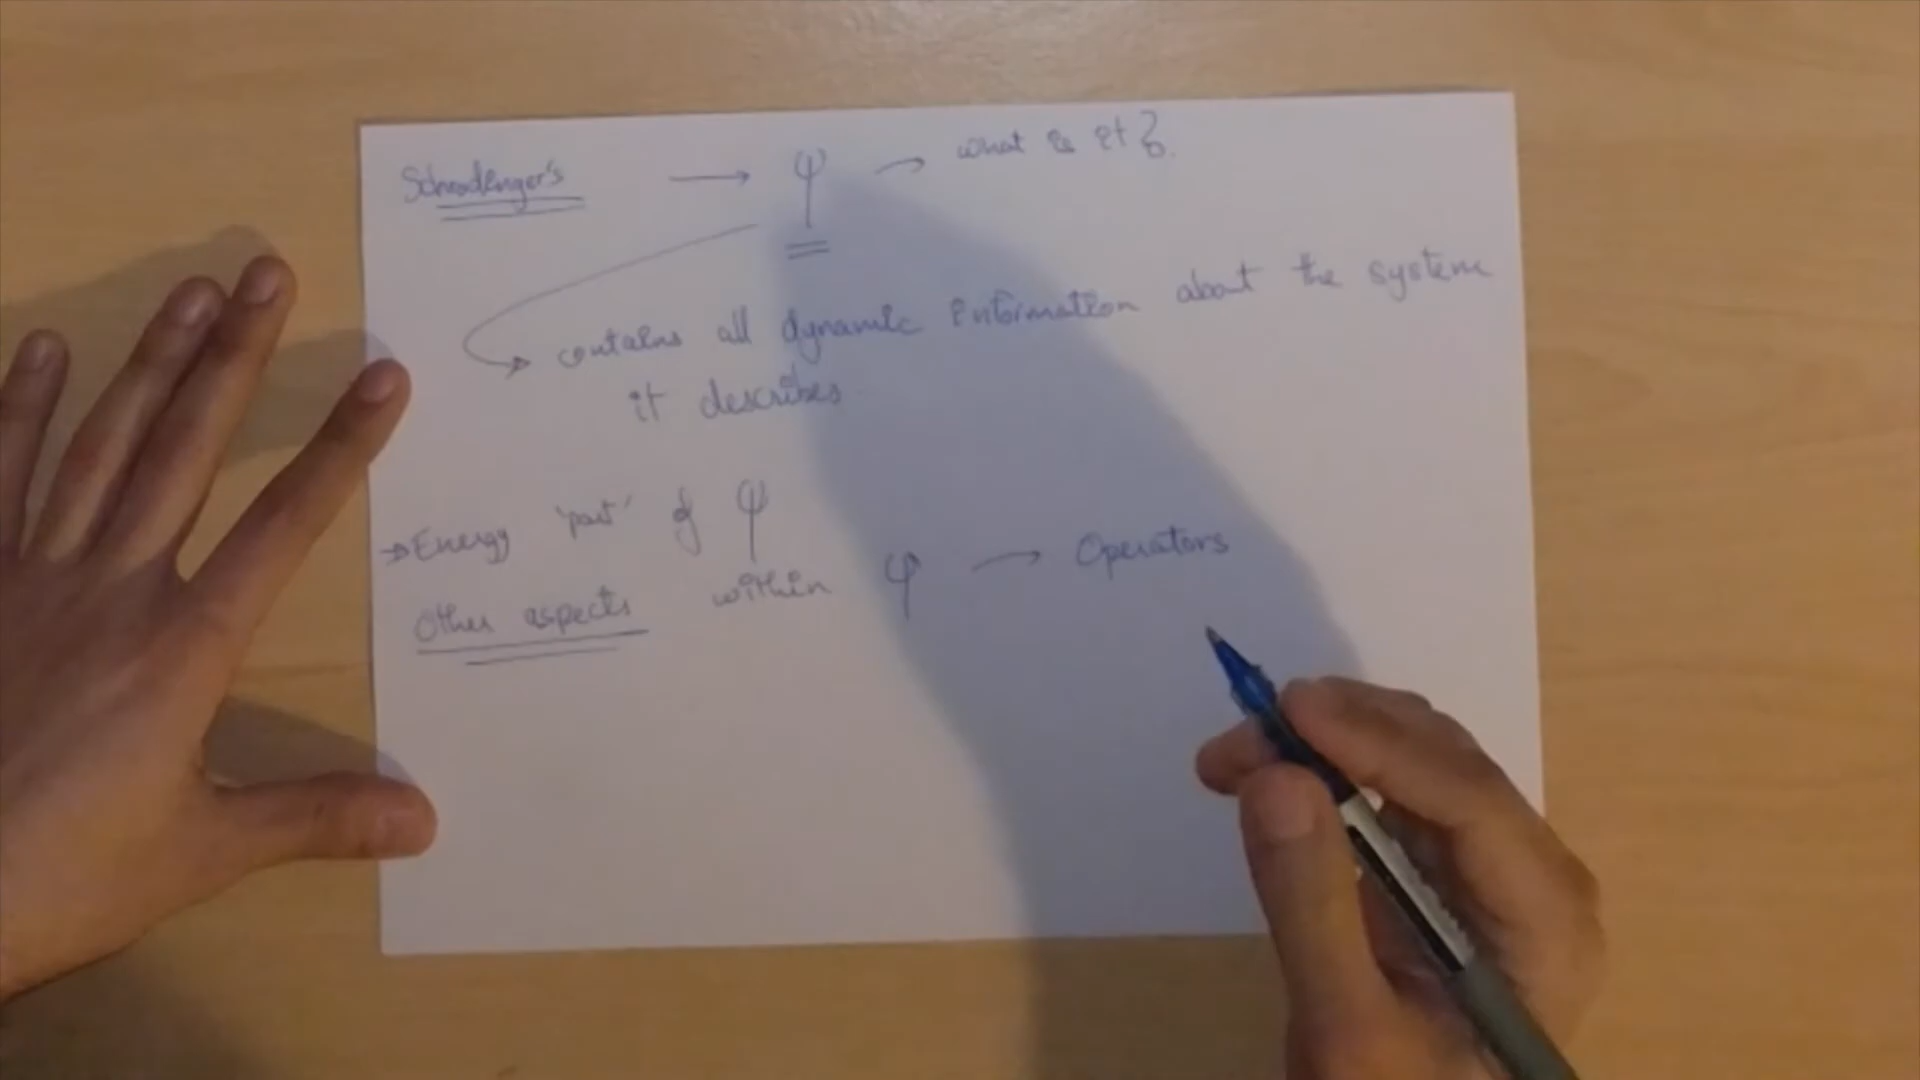 Schrodenger's → ψ → what is it ?
contains all dynamic information about the system
it describes
→ Energy 'part' of ψ
Other aspects within ψ → Operators